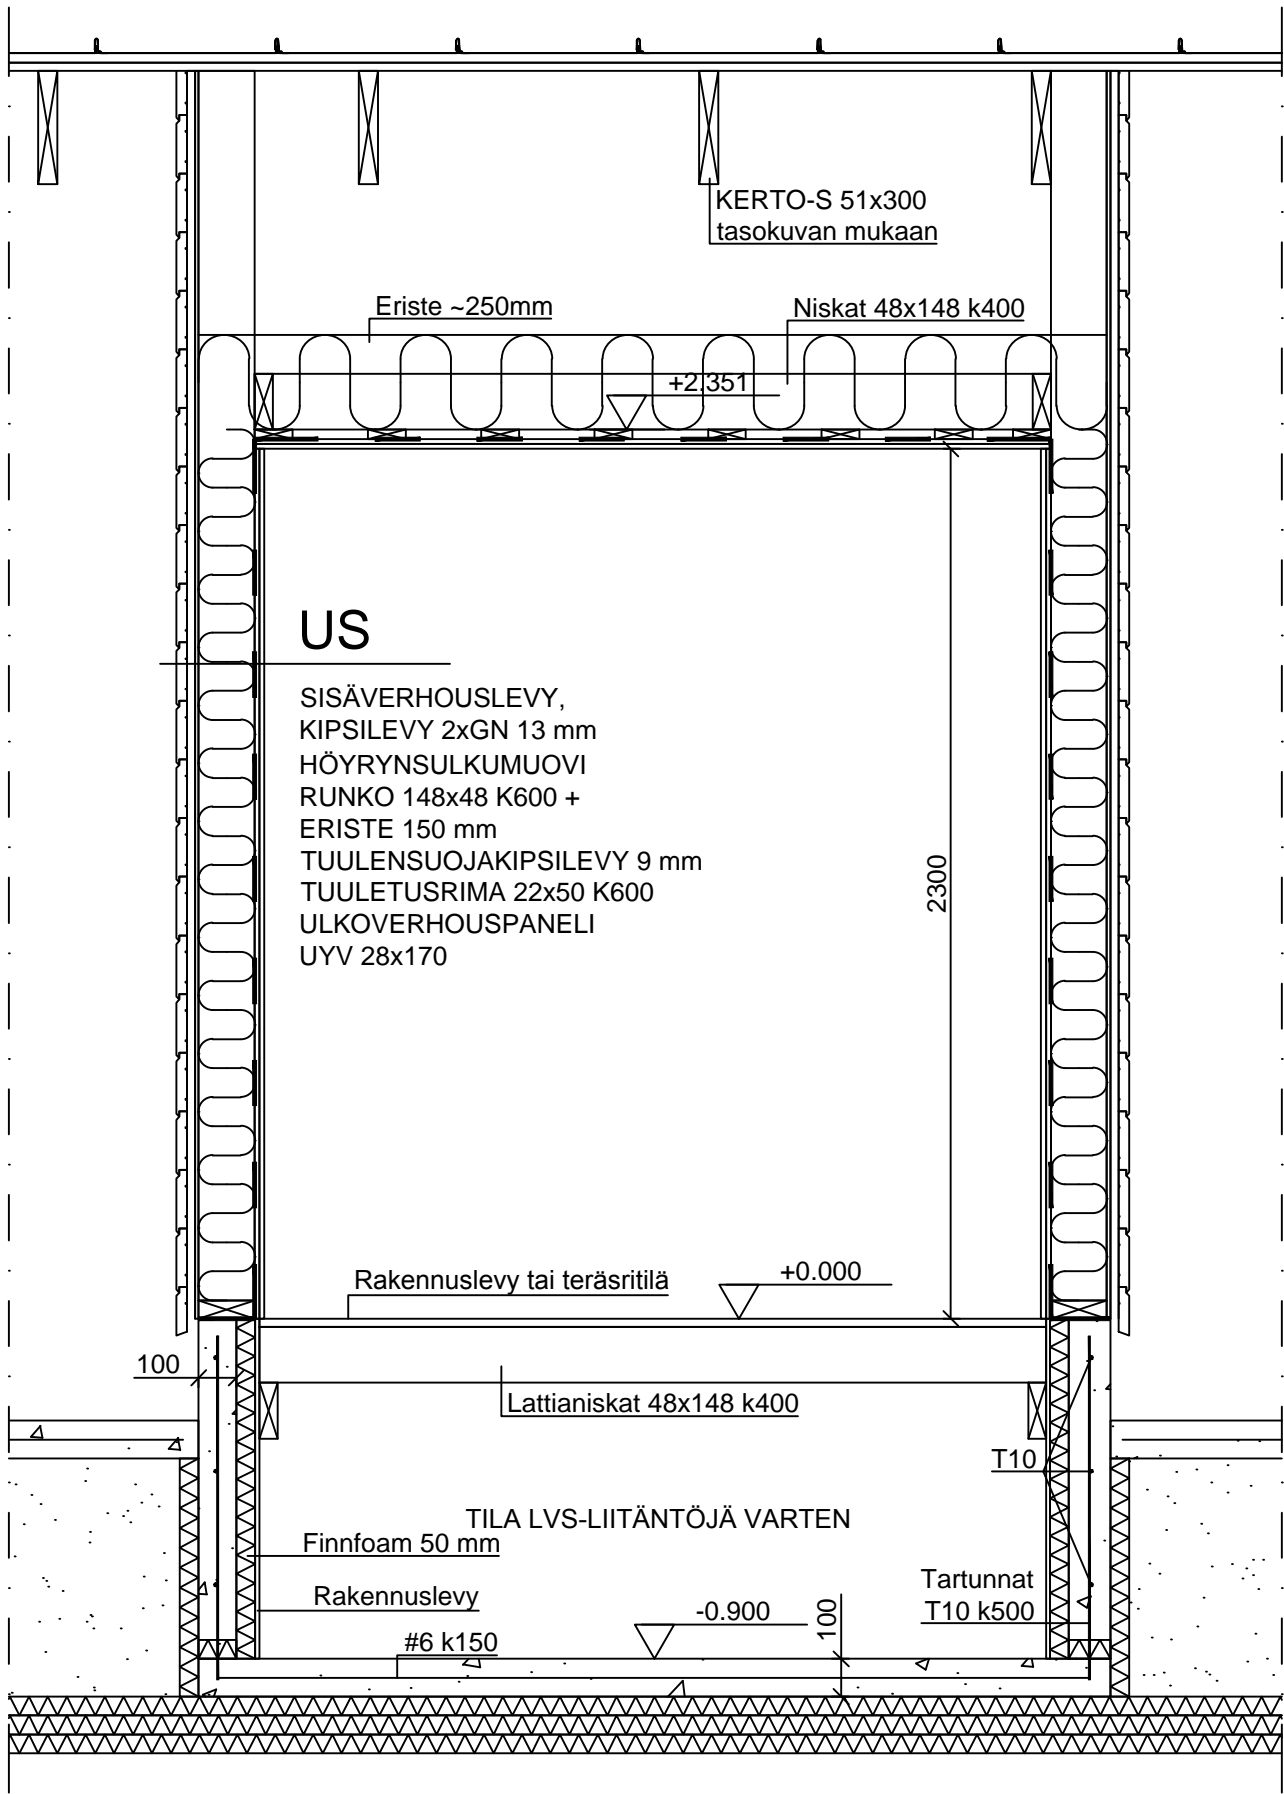 KERTO-S 51x300
tasokuvan mukaan
Eriste ~250mm
Niskat 48x148 k400
+2.351
US
SISÄVERHOUSLEVY,
KIPSILEVY 2xGN 13 mm
HÖYRYNSULKUMUOVI
RUNKO 148x48 K600 +
ERISTE 150 mm
TUULENSUOJAKIPSILEVY 9 mm
TUULETUSRIMA 22x50 K600
ULKOVERHOUSPANELI
UYV 28x170
2300
Rakennuslevy tai teräsritilä
+0.000
100
Lattianiskat 48x148 k400
T10
TILA LVS-LIITÄNTÖJÄ VARTEN
Finnfoam 50 mm
Rakennuslevy
Tartunnat
T10 k500
-0.900
100
#6 k150